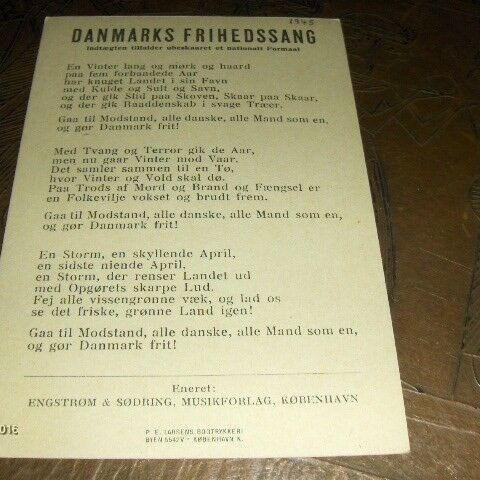 1945
DANMARKS FRIHEDSSANG
Indtægten tilfalder ubeskaaret et nationalt Formaal
En Vinter lang og mørk og haard
paa fem forbandede Aar
har knuget Landet i sin Favn
med Kulde og Sult og Savn,
og der gik Slid paa Skoven, Skaar paa Skaar,
og der gik Raaddenskab i svage Træer.
Gaa til Modstand, alle danske, alle Mand som en,
og gør Danmark frit!
Med Tvang og Terror gik de Aar,
men nu gaar Vinter mod Vaar.
Det samler sammen til en Tø,
hvor Vinter og Vold skal dø.
Paa Trods af Mord og Brand og Fængsel er
en Folkevilje vokset og brudt frem.
Gaa til Modstand, alle danske, alle Mand som en,
og gør Danmark frit!
En Storm, en skyllende April,
en sidste niende April,
en Storm, der renser Landet ud
med Opgørets skarpe Lud.
Fej alle vissengrønne væk, og lad os
se det friske, grønne Land igen!
Gaa til Modstand, alle danske, alle Mand som en,
og gør Danmark frit!
Eneret:
ENGSTRØM & SØDRING, MUSIKFORLAG, KØBENHAVN
016
P. E. LARSENS BOGTRYKKERI
BYEN 5542V - KØBENHAVN K.